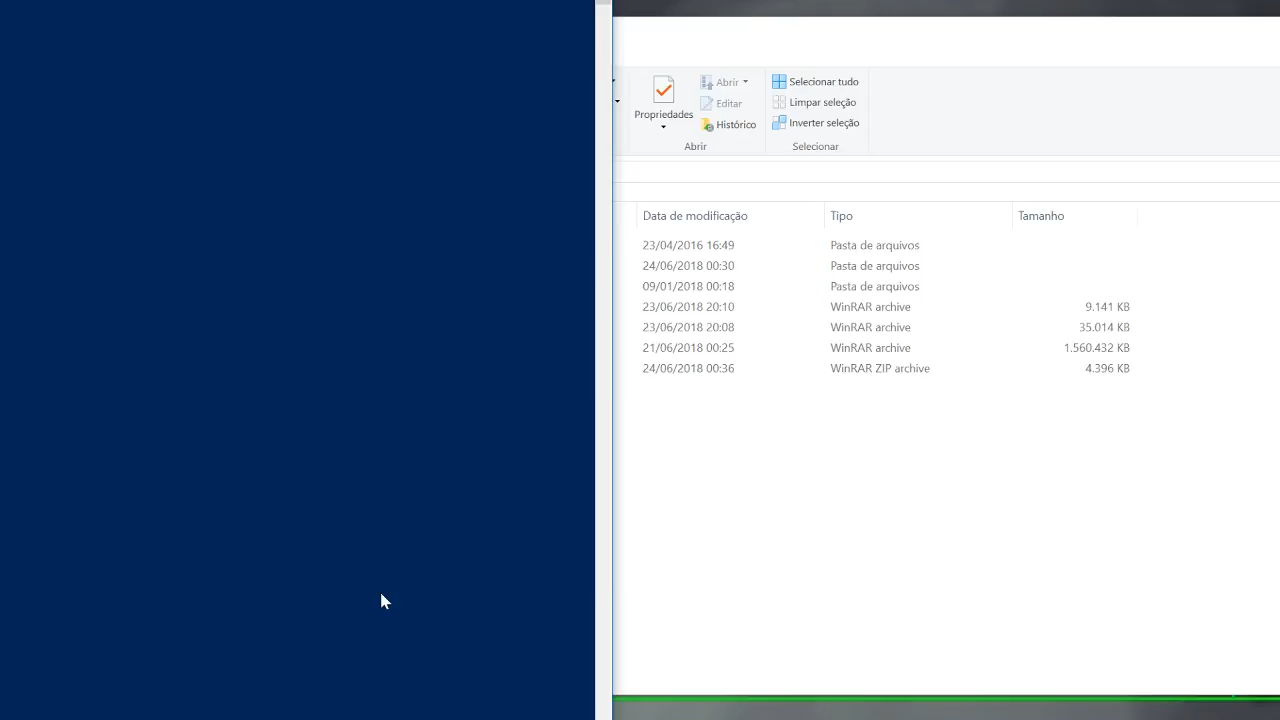 Abrir
Selecionar tudo
Editar
Limpar seleção
Propriedades
Histórico
Inverter seleção
Abrir
Selecionar
Data de modificação Tipo Tamanho
23/04/2016 16:49 Pasta de arquivos
24/06/2018 00:30 Pasta de arquivos
09/01/2018 00:18 Pasta de arquivos
23/06/2018 20:10 WinRAR archive 9.141 KB
23/06/2018 20:08 WinRAR archive 35.014 KB
21/06/2018 00:25 WinRAR archive 1.560.432 KB
24/06/2018 00:36 WinRAR ZIP archive 4.396 KB